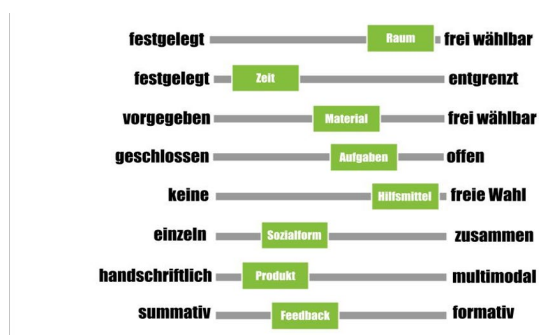 festgelegt Raum frei wählbar
festgelegt Zeit entgrenzt
vorgegeben Material frei wählbar
geschlossen Aufgaben offen
keine Hilfsmittel freie Wahl
einzeln Sozialform zusammen
handschriftlich Produkt multimodal
summativ Feedback formativ